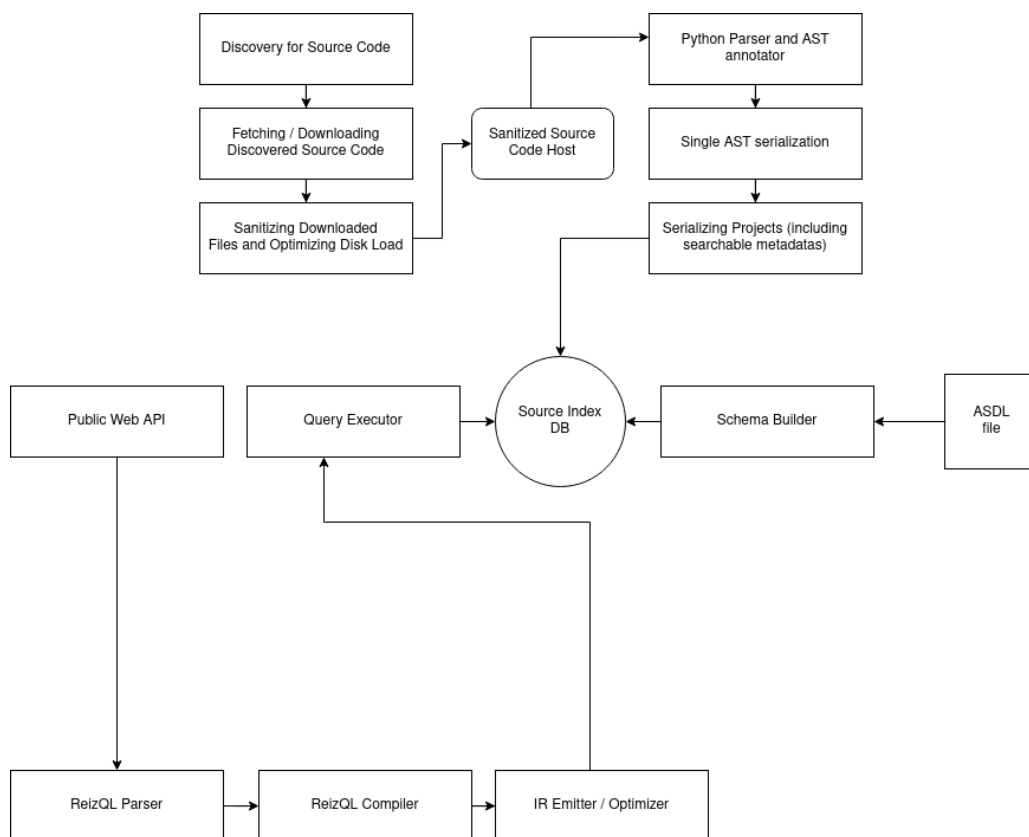 Discovery for Source Code
Fetching / Downloading
Discovered Source Code
Sanitizing Downloaded
Files and Optimizing Disk Load
Sanitized Source
Code Host
Python Parser and AST
annotator
Single AST serialization
Serializing Projects (including
searchable metadatas)
Public Web API
Query Executor
Source Index
DB
Schema Builder
ASDL
file
ReizQL Parser
ReizQL Compiler
IR Emitter / Optimizer